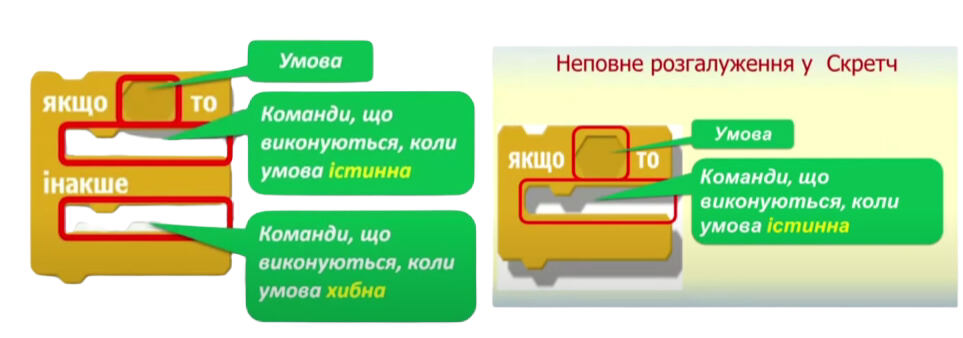 Умова
якщо то
Команди, що
виконуються, коли
умова істинна
інакше
Команди, що
виконуються, коли
умова хибна
Неповне розгалуження у Скретч
Умова
якщо то
Команди, що
виконуються, коли
умова істинна